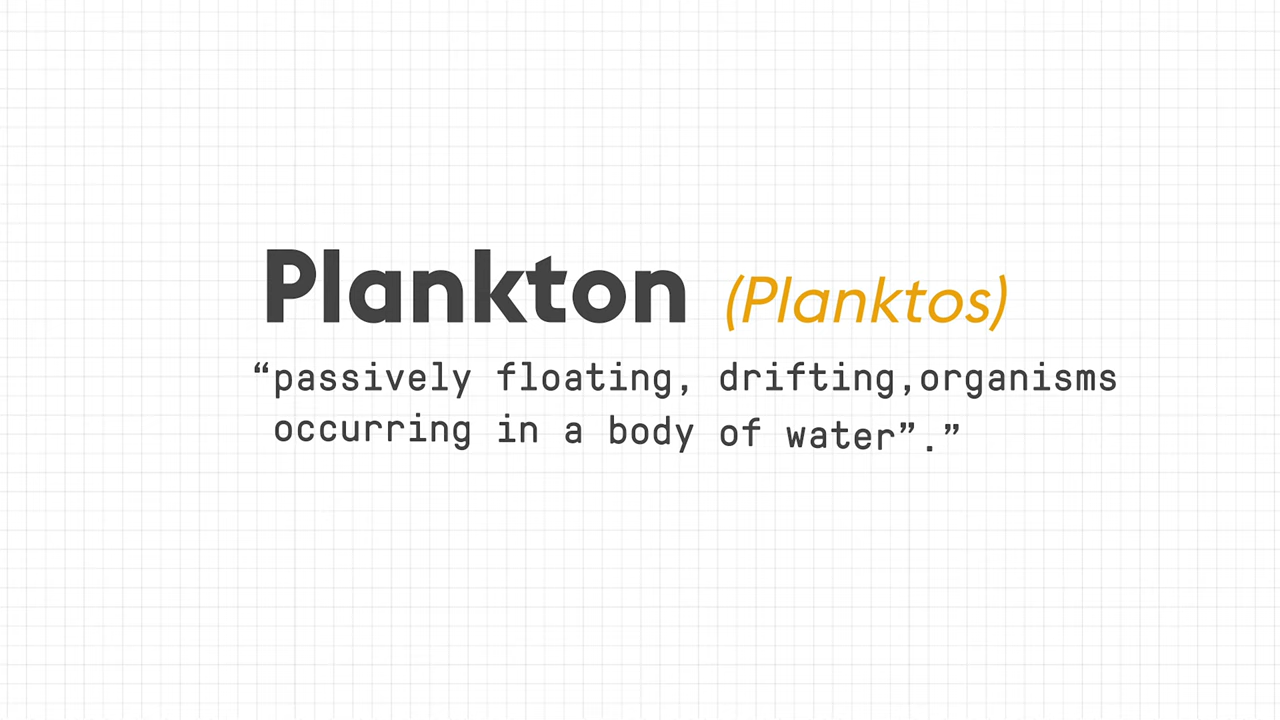 Plankton (Planktos)
“passively floating, drifting,organisms
occurring in a body of water”.”